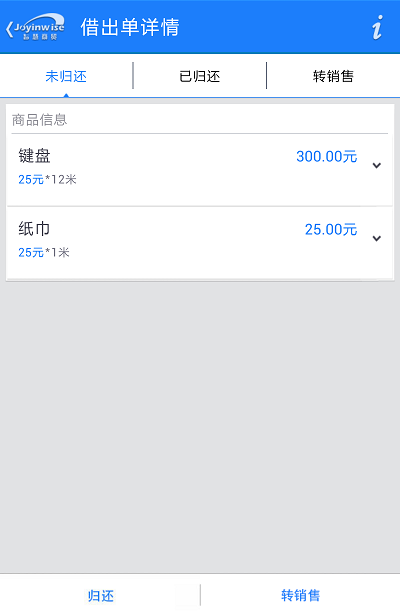 Joyinwise
智慧商贸
借出单详情
i
未归还
已归还
转销售
商品信息
键盘
300.00元
25元*12米
纸巾
25.00元
25元*1米
归还
转销售